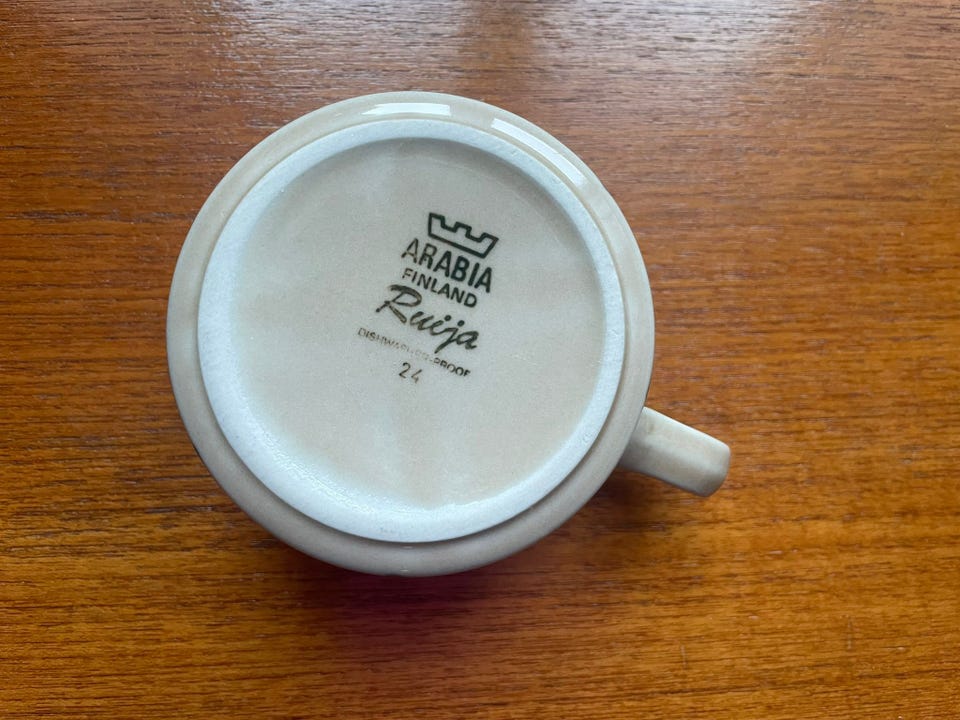 ARABIA
FINLAND
Ruija
DISHWASHER-PROOF
24